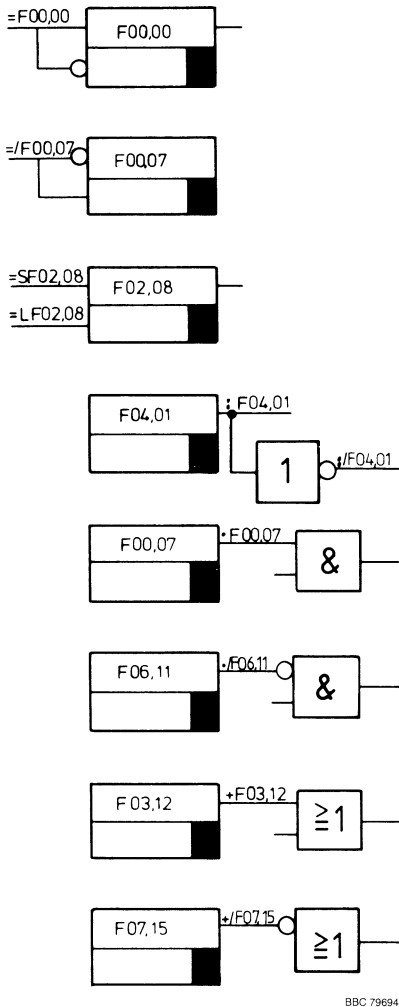 =F00,00
F00,00
=/F00,07
F00,07
=SF02,08
F02,08
=LF02,08
F04,01
: F04,01
1
:/F04,01
F00,07
· F00,07
&
F06,11
·/F06,11
&
F03,12
+F03,12
≧1
F07,15
+/F07,15
≧1
BBC 79694